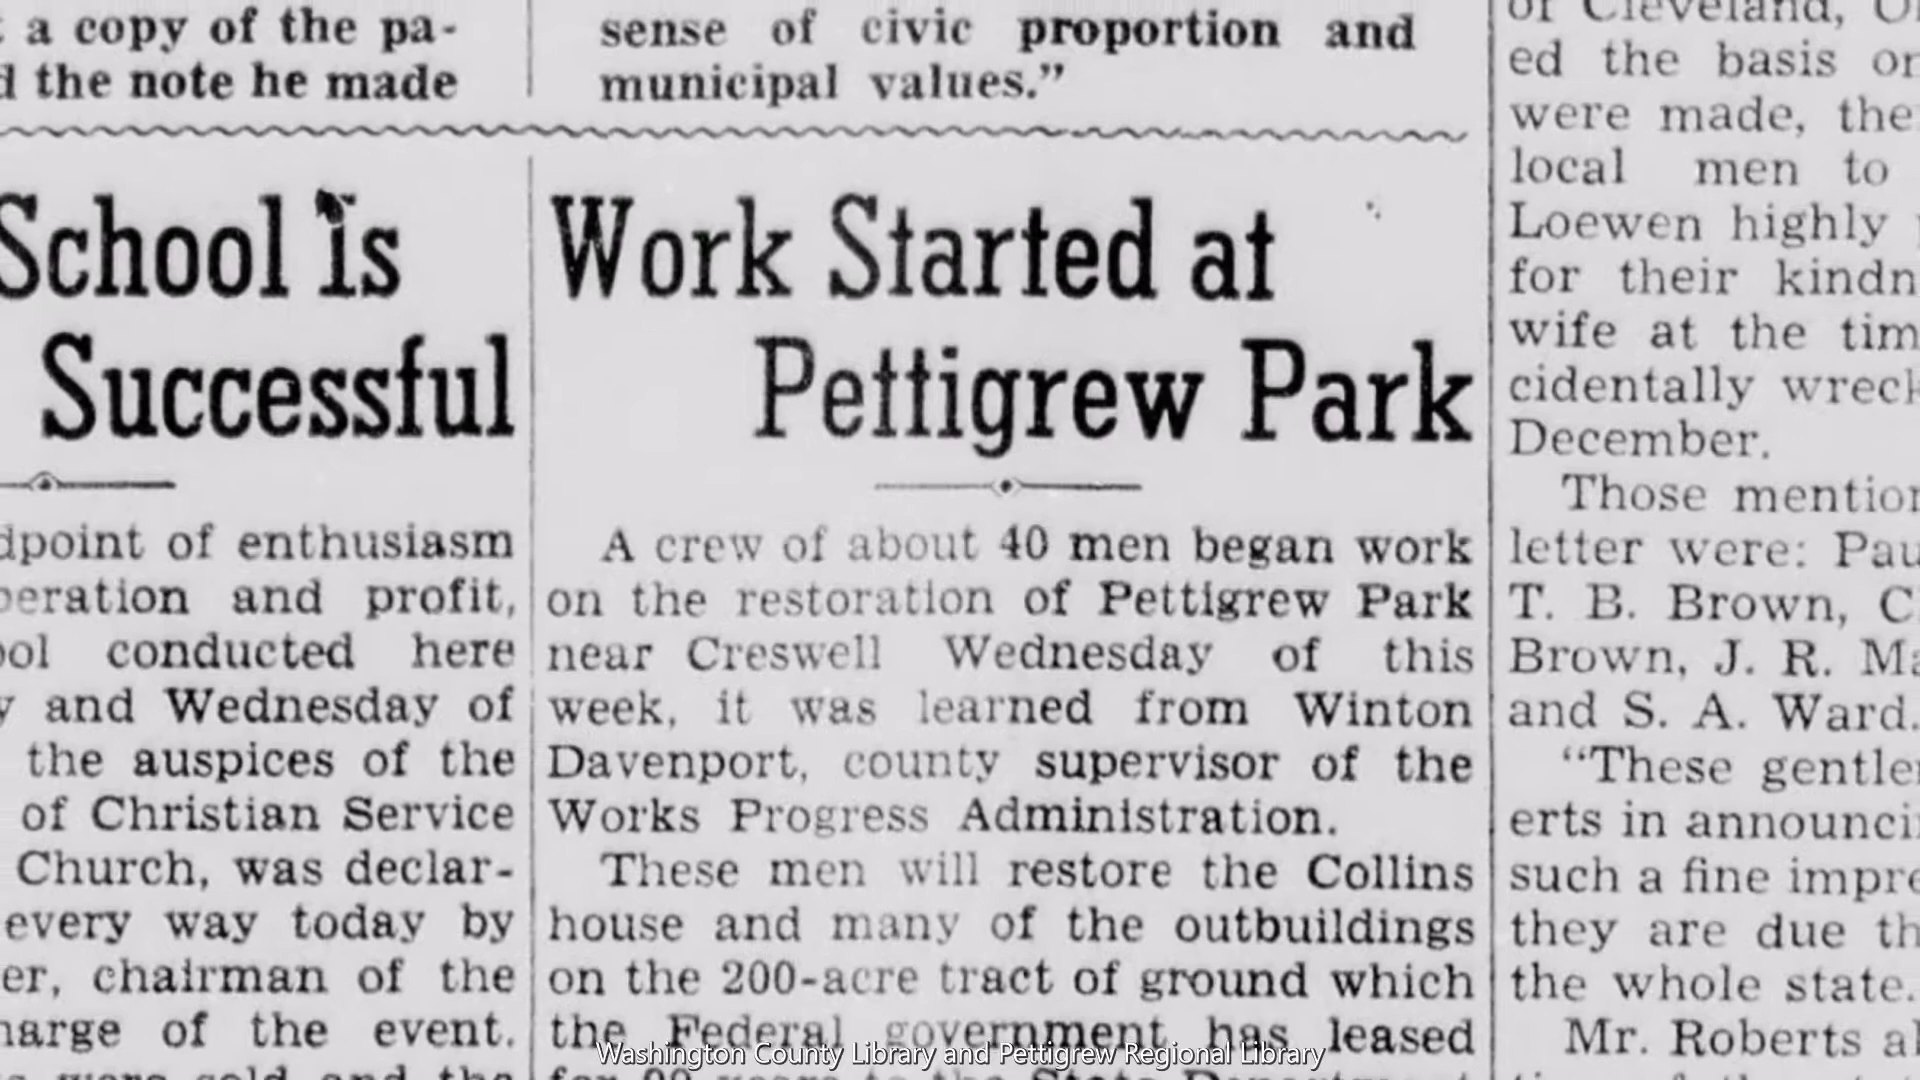 a copy of the pa-
the note he made
sense of civic proportion and
municipal values.”
School Is
Successful
dpoint of enthusiasm
peration and profit,
ool conducted here
y and Wednesday of
the auspices of the
of Christian Service
Church, was declar-
every way today by
er, chairman of the
harge of the event.
Work Started at
Pettigrew Park
A crew of about 40 men began work
on the restoration of Pettigrew Park
near Creswell Wednesday of this
week, it was learned from Winton
Davenport, county supervisor of the
Works Progress Administration.
These men will restore the Collins
house and many of the outbuildings
on the 200-acre tract of ground which
the Federal government has leased
of Cleveland, O
ed the basis on
were made, the
local men to
Loewen highly
for their kindn
wife at the tim
cidentally wreck
December.
Those mention
letter were: Pau
T. B. Brown, C
Brown, J. R. Ma
and S. A. Ward.
“These gentle
erts in announci
such a fine impre
they are due th
the whole state.
Mr. Roberts al
Washington County Library and Pettigrew Regional Library